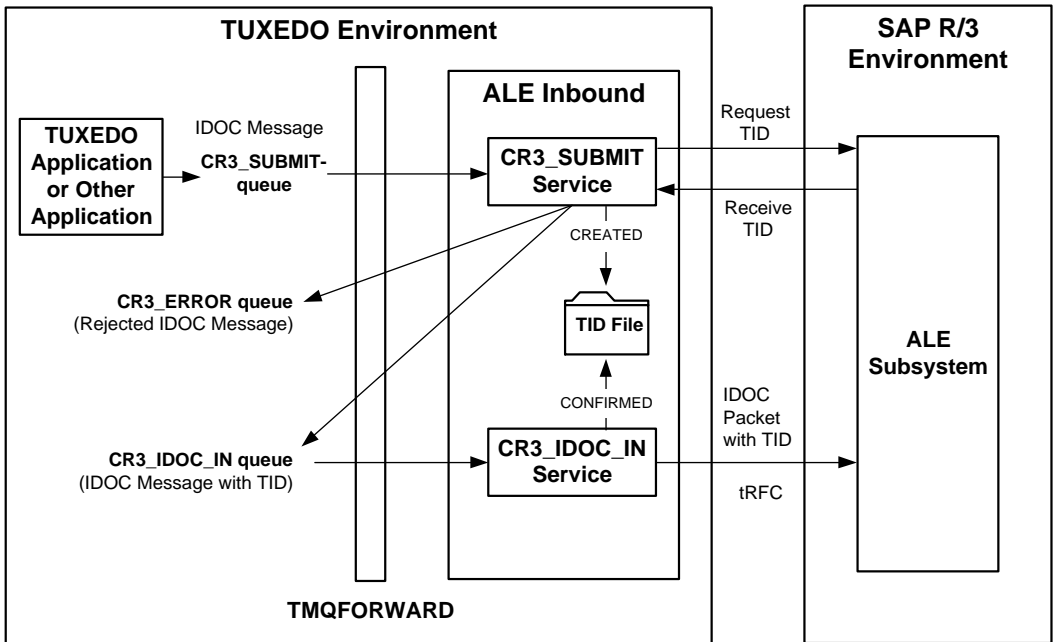 TUXEDO Environment
SAP R/3
Environment
ALE Inbound
TUXEDO
Application
or Other
Application
IDOC Message
CR3_SUBMIT-
queue
CR3_SUBMIT
Service
Request
TID
Receive
TID
CREATED
CR3_ERROR queue
(Rejected IDOC Message)
TID File
ALE
Subsystem
CONFIRMED
IDOC
Packet
with TID
CR3_IDOC_IN queue
(IDOC Message with TID)
CR3_IDOC_IN
Service
tRFC
TMQFORWARD